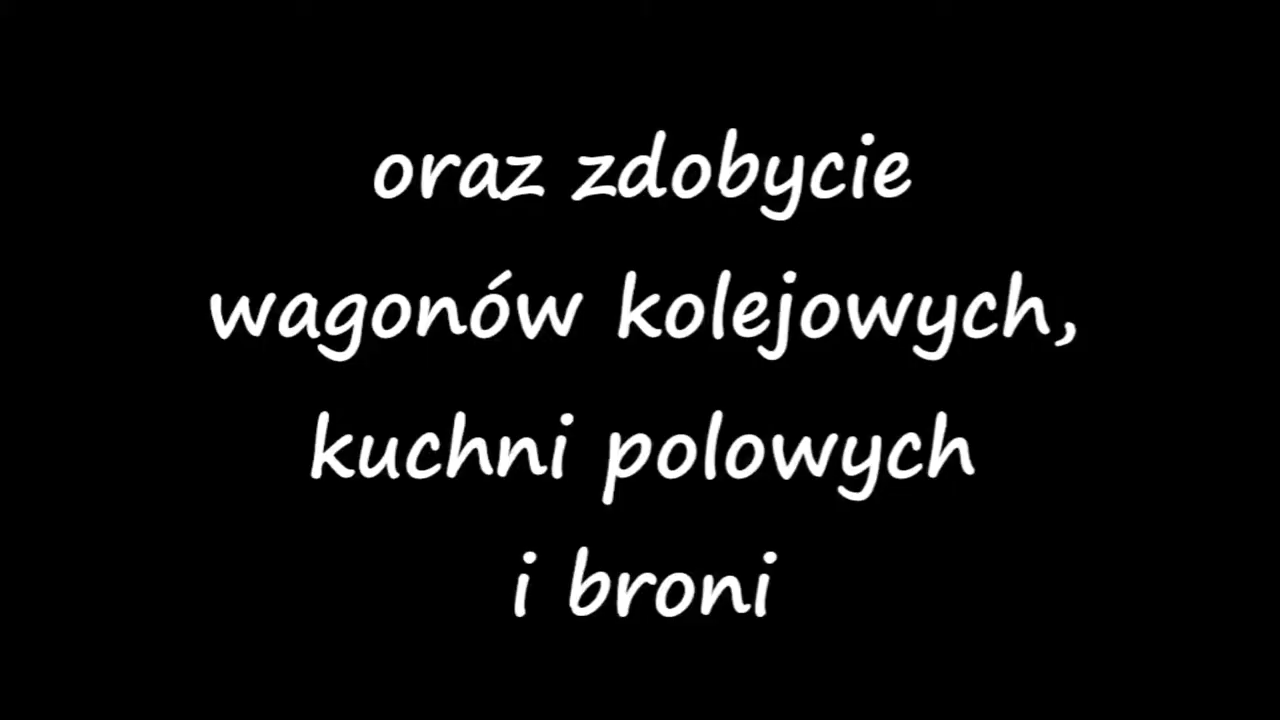 oraz zdobycie
wagonów kolejowych,
kuchni polowych
i broni